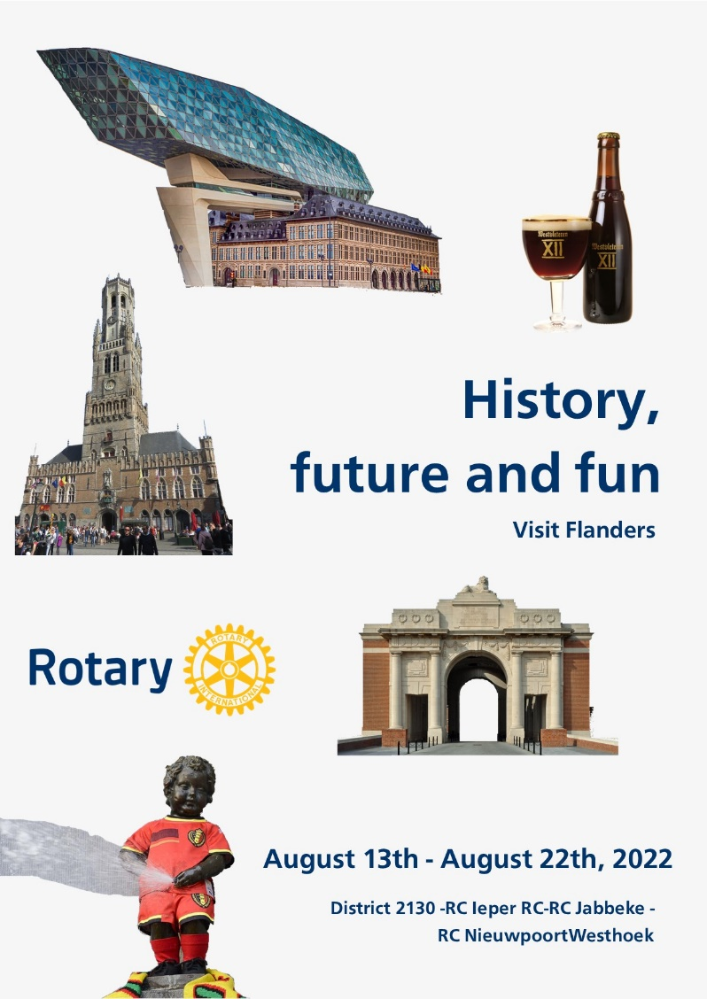 Westvleteren
XII
Westvleteren
XII
History,
future and fun
Visit Flanders
Rotary
ROTARY
INTERNATIONAL
August 13th - August 22th, 2022
District 2130 -RC Ieper RC-RC Jabbeke -
RC NieuwpoortWesthoek